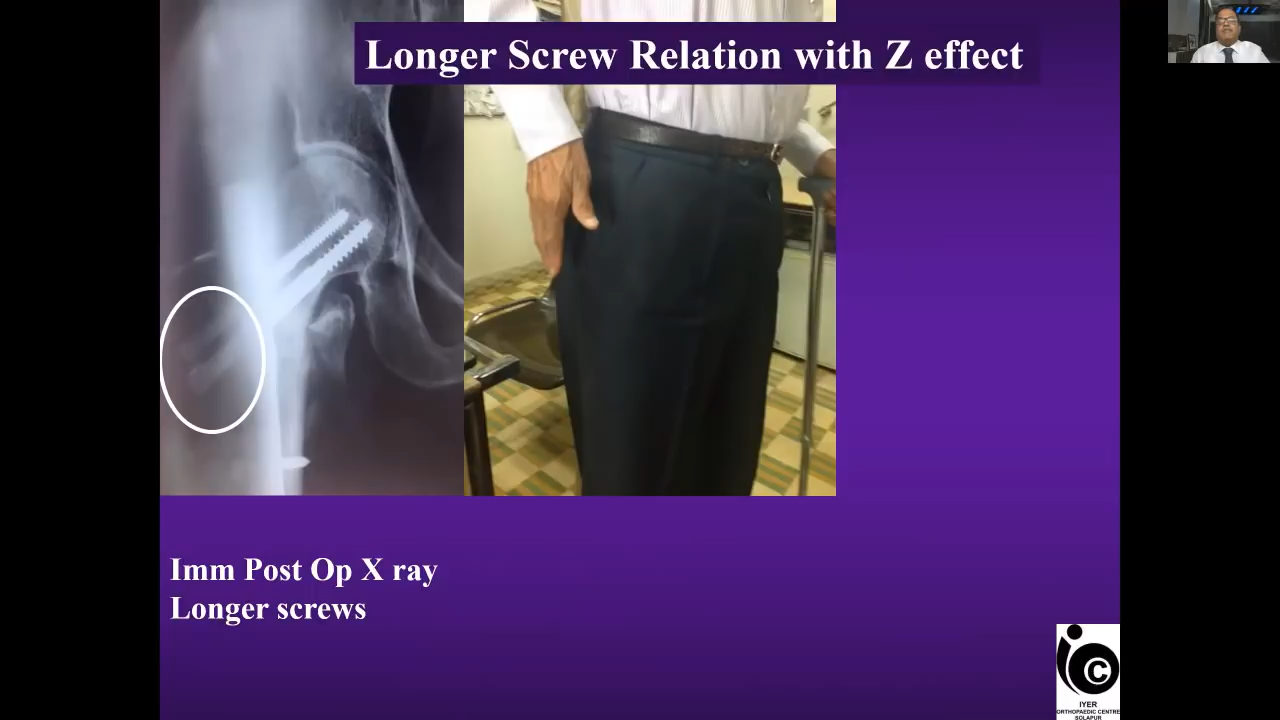 Longer Screw Relation with Z effect
Imm Post Op X ray
Longer screws
IYER
ORTHOPAEDIC CENTRE
SOLAPUR